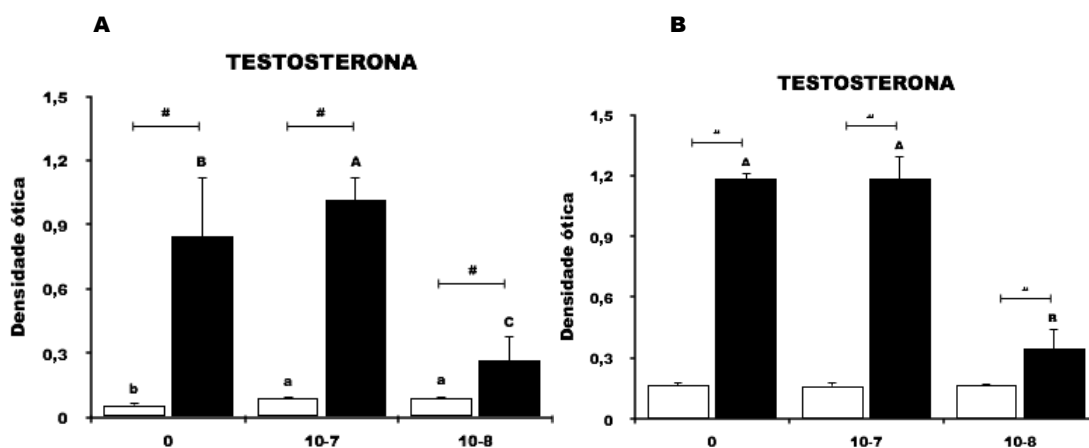 A
B
TESTOSTERONA
TESTOSTERONA
Densidade ótica
1,5
1,2
0,9
0,6
0,3
0
# # #
B A C
b a a
0 10-7 10-8
Densidade ótica
1,5
1,2
0,9
0,6
0,3
0
A A B
0 10-7 10-8